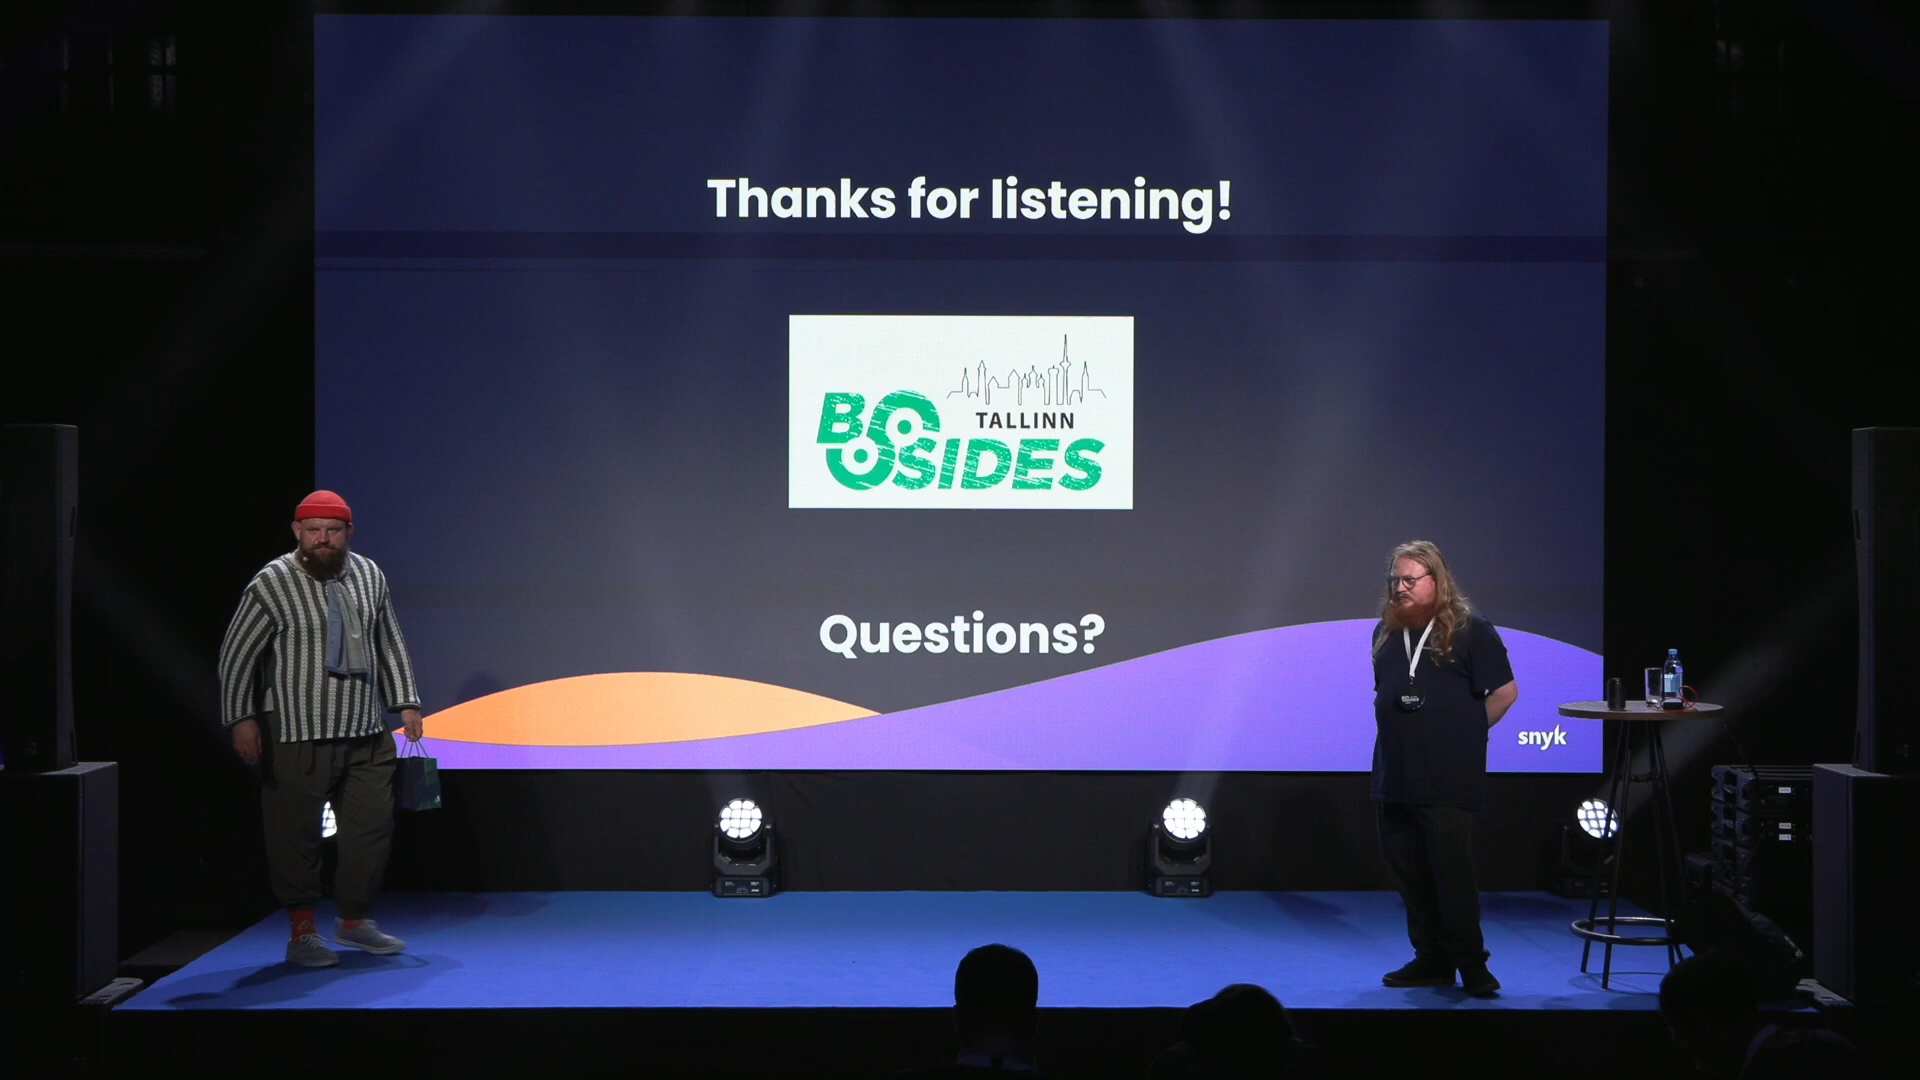 Thanks for listening!
TALLINN
BSIDES
Questions?
snyk